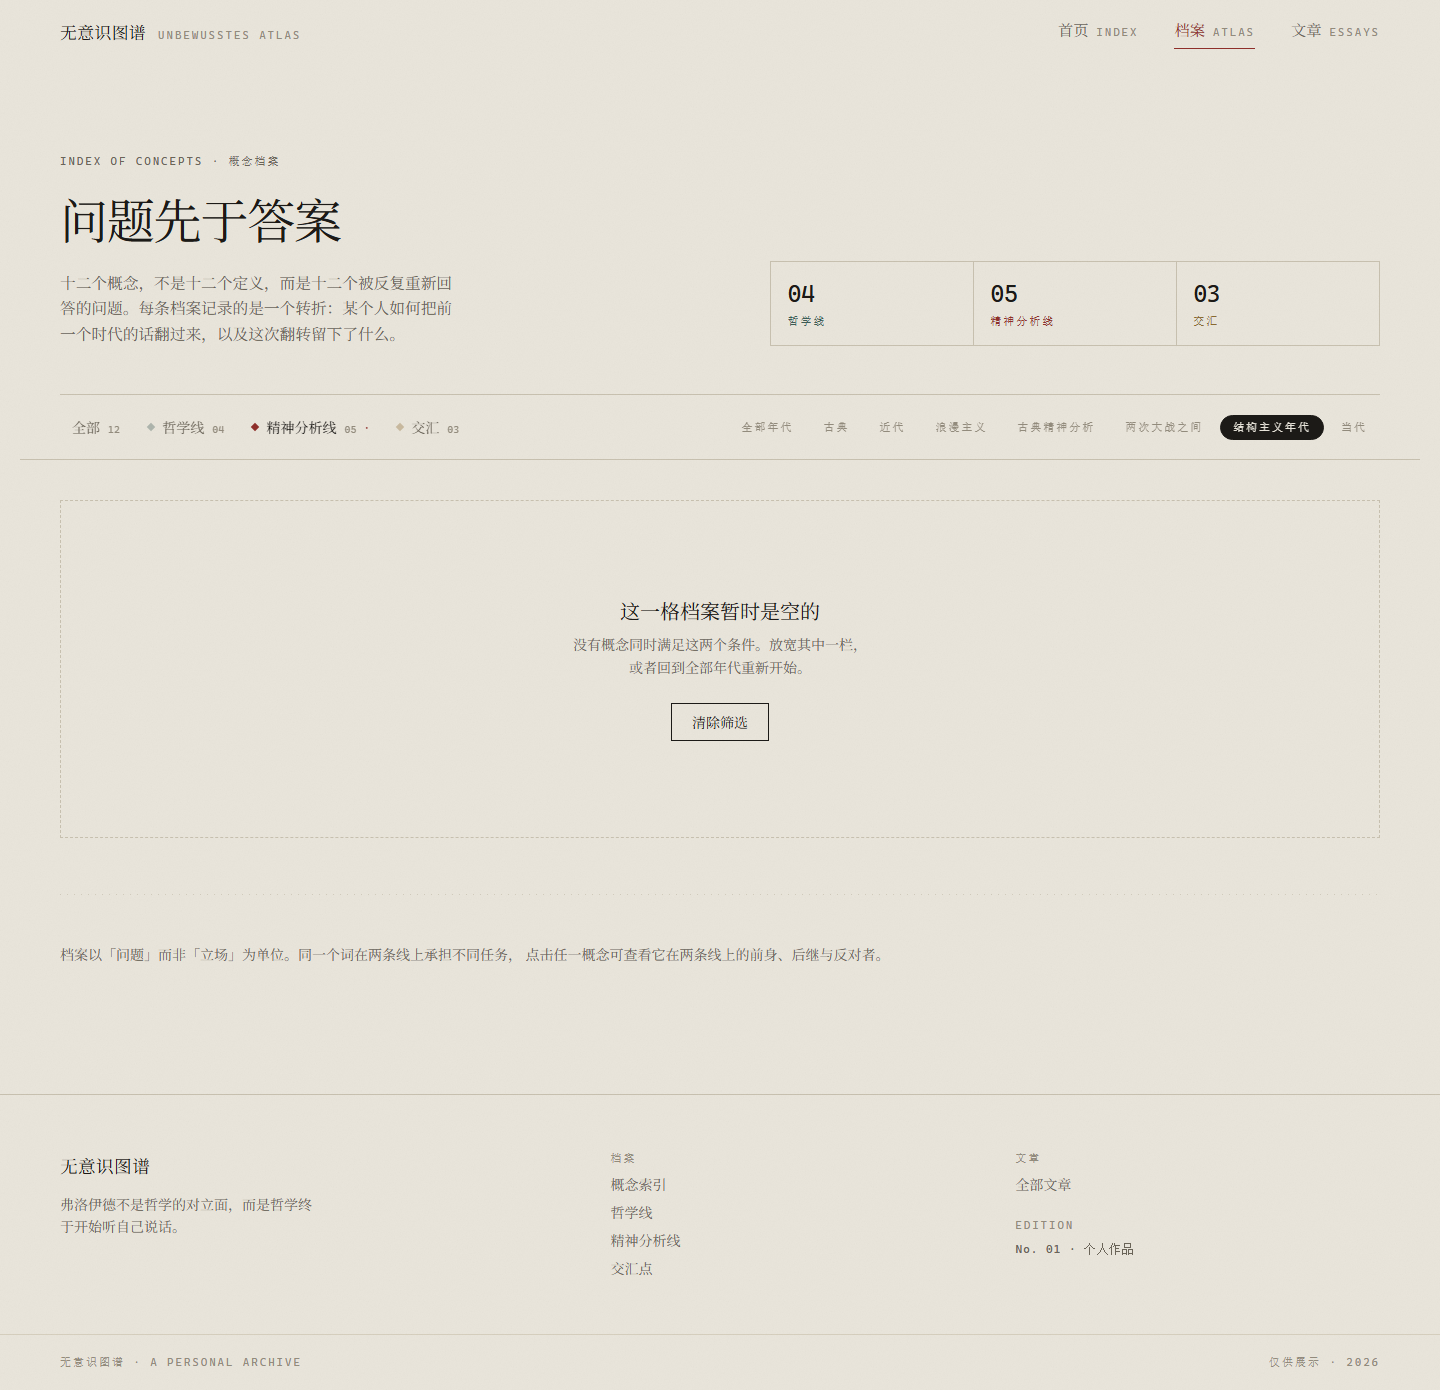 无意识图谱 UNBEWUSSTES ATLAS
首页 INDEX 档案 ATLAS 文章 ESSAYS
INDEX OF CONCEPTS · 概念档案
问题先于答案
十二个概念，不是十二个定义，而是十二个被反复重新回
答的问题。每条档案记录的是一个转折：某个人如何把前
一个时代的话翻过来，以及这次翻转留下了什么。
04
哲学线
05
精神分析线
03
交汇
全部 12 哲学线 04 精神分析线 05 · 交汇 03
全部年代 古典 近代 浪漫主义 古典精神分析 两次大战之间 结构主义年代 当代
这一格档案暂时是空的
没有概念同时满足这两个条件。放宽其中一栏，
或者回到全部年代重新开始。
清除筛选
档案以「问题」而非「立场」为单位。同一个词在两条线上承担不同任务， 点击任一概念可查看它在两条线上的前身、后继与反对者。
无意识图谱
弗洛伊德不是哲学的对立面，而是哲学终
于开始听自己说话。
档案
概念索引
哲学线
精神分析线
交汇点
文章
全部文章
EDITION
No. 01 · 个人作品
无意识图谱 · A PERSONAL ARCHIVE
仅供展示 · 2026